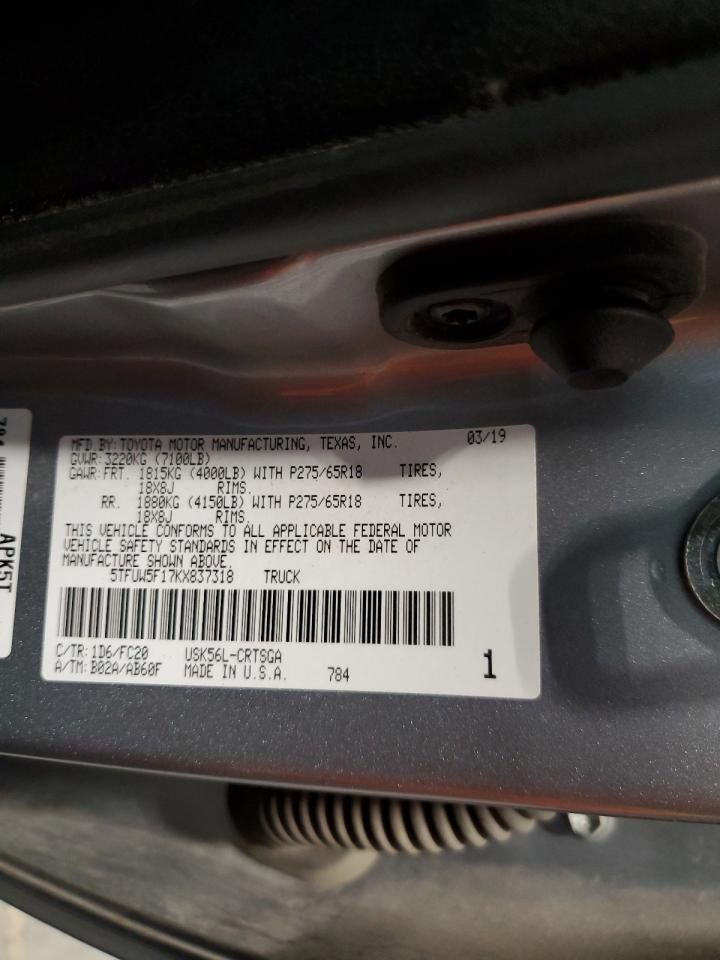 MFD.BY:TOYOTA MOTOR MANUFACTURING, TEXAS, INC. 03/19
GVWR:3220KG (7100LB)
GAWR:FRT. 1815KG (4000LB) WITH P275/65R18 TIRES,
18X8J RIMS.
RR. 1880KG (4150LB) WITH P275/65R18 TIRES,
18X8J RIMS.
THIS VEHICLE CONFORMS TO ALL APPLICABLE FEDERAL MOTOR
VEHICLE SAFETY STANDARDS IN EFFECT ON THE DATE OF
MANUFACTURE SHOWN ABOVE.
5TFUW5F17KX837318 TRUCK
C/TR:1D6/FC20 USK56L-CRTSGA
A/TM:B02A/AB60F MADE IN U.S.A. 784 1
APK5T